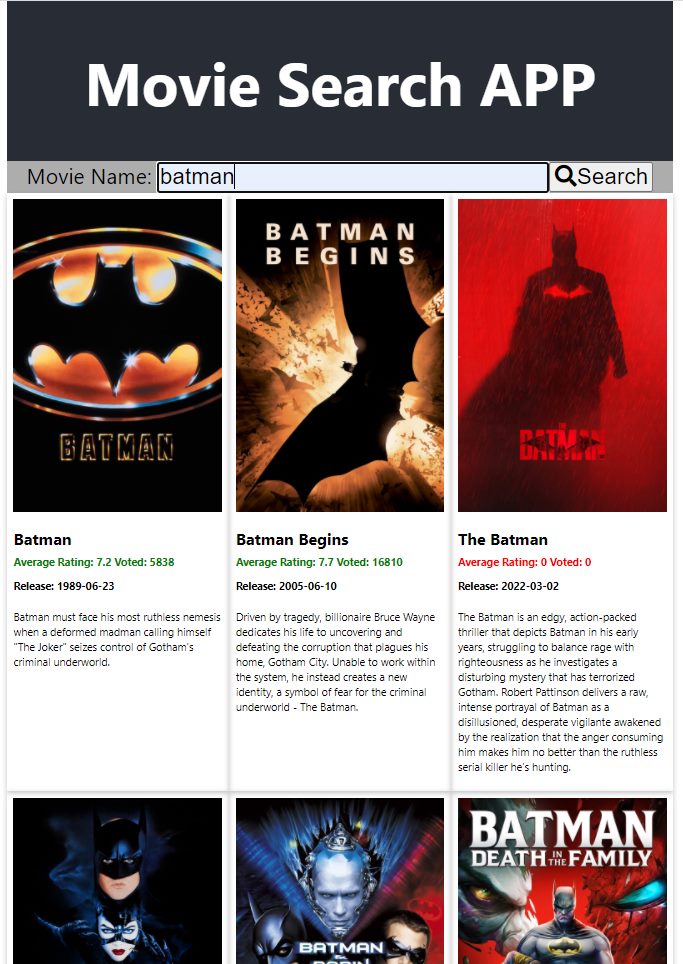 Movie Search APP
Movie Name: batman Search
BATMAN
BEGINS
BATMAN
THE
BATMAN
Batman
Average Rating: 7.2 Voted: 5838
Release: 1989-06-23
Batman must face his most ruthless nemesis
when a deformed madman calling himself
"The Joker" seizes control of Gotham's
criminal underworld.
Batman Begins
Average Rating: 7.7 Voted: 16810
Release: 2005-06-10
Driven by tragedy, billionaire Bruce Wayne
dedicates his life to uncovering and
defeating the corruption that plagues his
home, Gotham City. Unable to work within
the system, he instead creates a new
identity, a symbol of fear for the criminal
underworld - The Batman.
The Batman
Average Rating: 0 Voted: 0
Release: 2022-03-02
The Batman is an edgy, action-packed
thriller that depicts Batman in his early
years, struggling to balance rage with
righteousness as he investigates a
disturbing mystery that has terrorized
Gotham. Robert Pattinson delivers a raw,
intense portrayal of Batman as a
disillusioned, desperate vigilante awakened
by the realization that the anger consuming
him makes him no better than the ruthless
serial killer he's hunting.
BATMAN
ROBIN
BATMAN
DEATH IN THE FAMILY